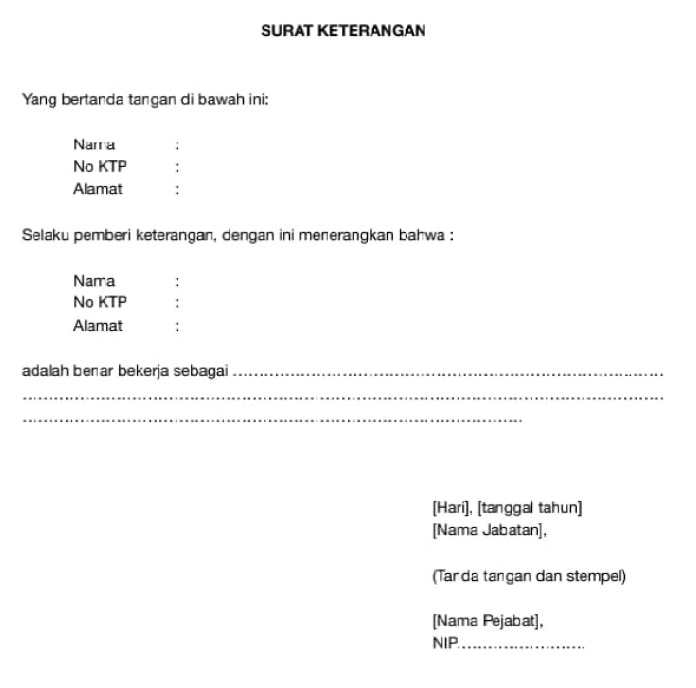 SURAT KETERANGAN
Yang bertanda tangan di bawah ini:
Nama :
No KTP :
Alamat :
Selaku pemberi keterangan, dengan ini menerangkan bahwa :
Nama :
No KTP :
Alamat :
adalah benar bekerja sebagai ................................................................................
........................................................................................................................
..............................................................................................
[Hari], [tanggal tahun]
[Nama Jabatan],
(Tanda tangan dan stempel)
[Nama Pejabat],
NIP........................